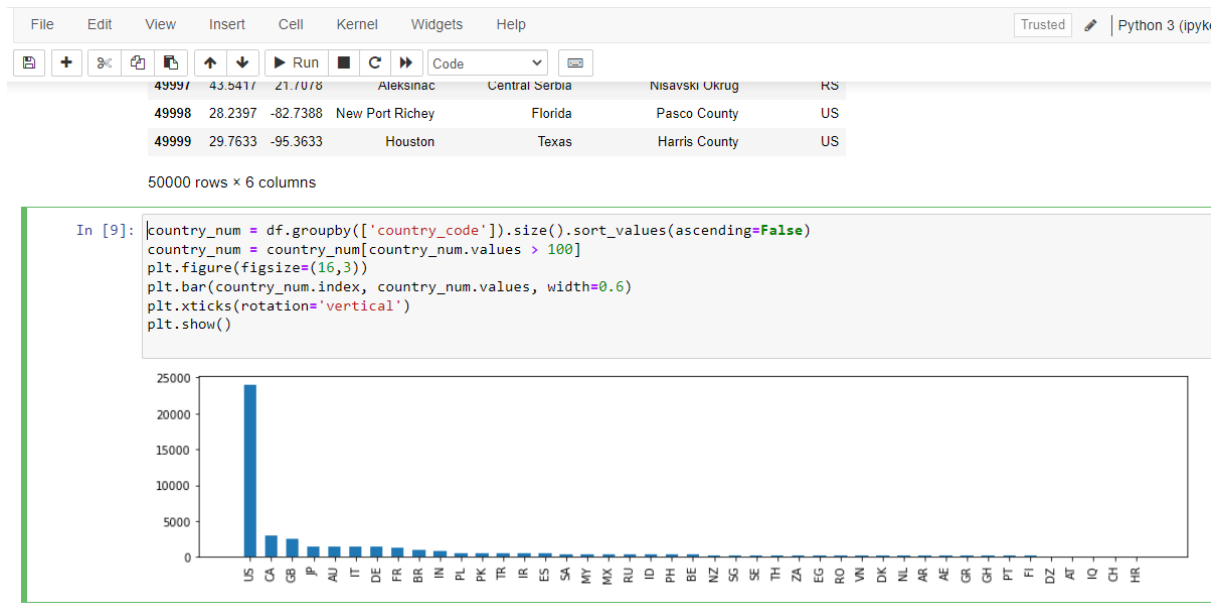 File Edit View Insert Cell Kernel Widgets Help Trusted Python 3 (ipyke
Run Code
49997 43.5417 21.7078 Aleksinac Central Serbia Nisavski Okrug RS
49998 28.2397 -82.7388 New Port Richey Florida Pasco County US
49999 29.7633 -95.3633 Houston Texas Harris County US
50000 rows × 6 columns
In [9]: country_num = df.groupby(['country_code']).size().sort_values(ascending=False)
country_num = country_num[country_num.values > 100]
plt.figure(figsize=(16,3))
plt.bar(country_num.index, country_num.values, width=0.6)
plt.xticks(rotation='vertical')
plt.show()
25000
20000
15000
10000
5000
0
US CA GB JP AU IT DE FR BR IN PL PK TR IR ES SA MY MX RU ID PH BE NZ SG SE TH ZA EG RO VN DK NL AR AE GR GH PT FI DZ AT IQ CH HR